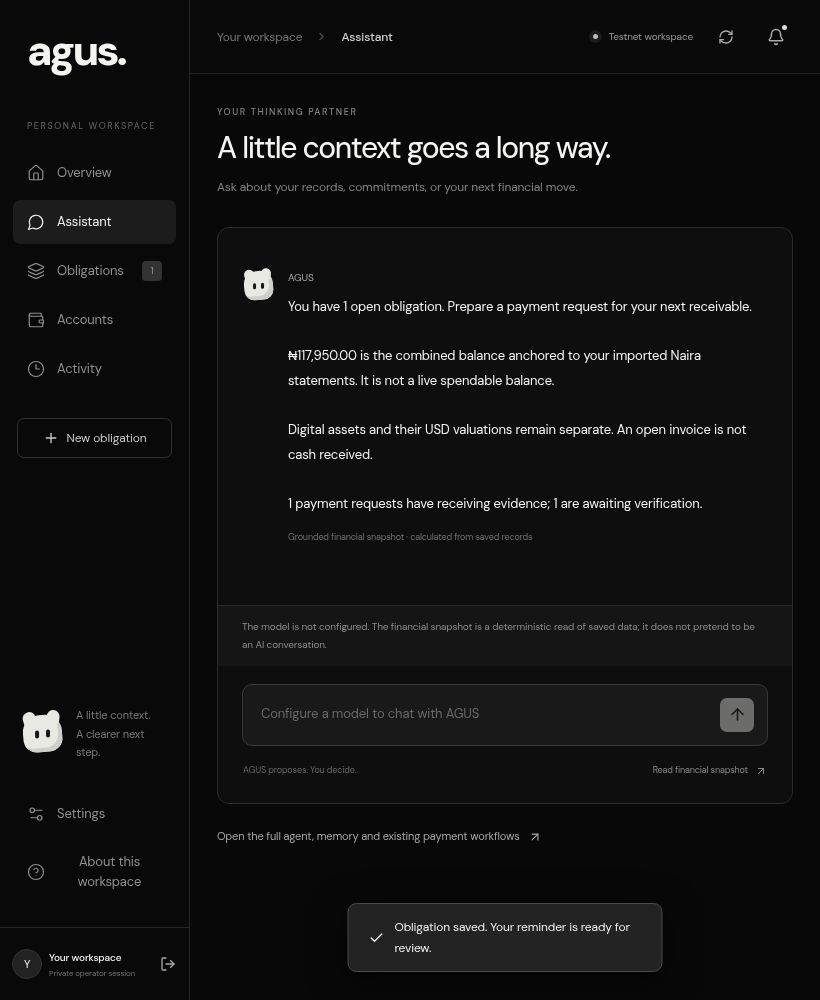 agus.
PERSONAL WORKSPACE
Overview
Assistant
Obligations 1
Accounts
Activity
New obligation
A little context.
A clearer next
step.
Settings
About this
workspace
Y
Your workspace
Private operator session
Your workspace
Assistant
Testnet workspace
YOUR THINKING PARTNER
A little context goes a long way.
Ask about your records, commitments, or your next financial move.
AGUS
You have 1 open obligation. Prepare a payment request for your next receivable.
₦117,950.00 is the combined balance anchored to your imported Naira
statements. It is not a live spendable balance.
Digital assets and their USD valuations remain separate. An open invoice is not
cash received.
1 payment requests have receiving evidence; 1 are awaiting verification.
Grounded financial snapshot · calculated from saved records
The model is not configured. The financial snapshot is a deterministic read of saved data; it does not pretend to be
an AI conversation.
Configure a model to chat with AGUS
AGUS proposes. You decide.
Read financial snapshot
Open the full agent, memory and existing payment workflows
Obligation saved. Your reminder is ready for
review.